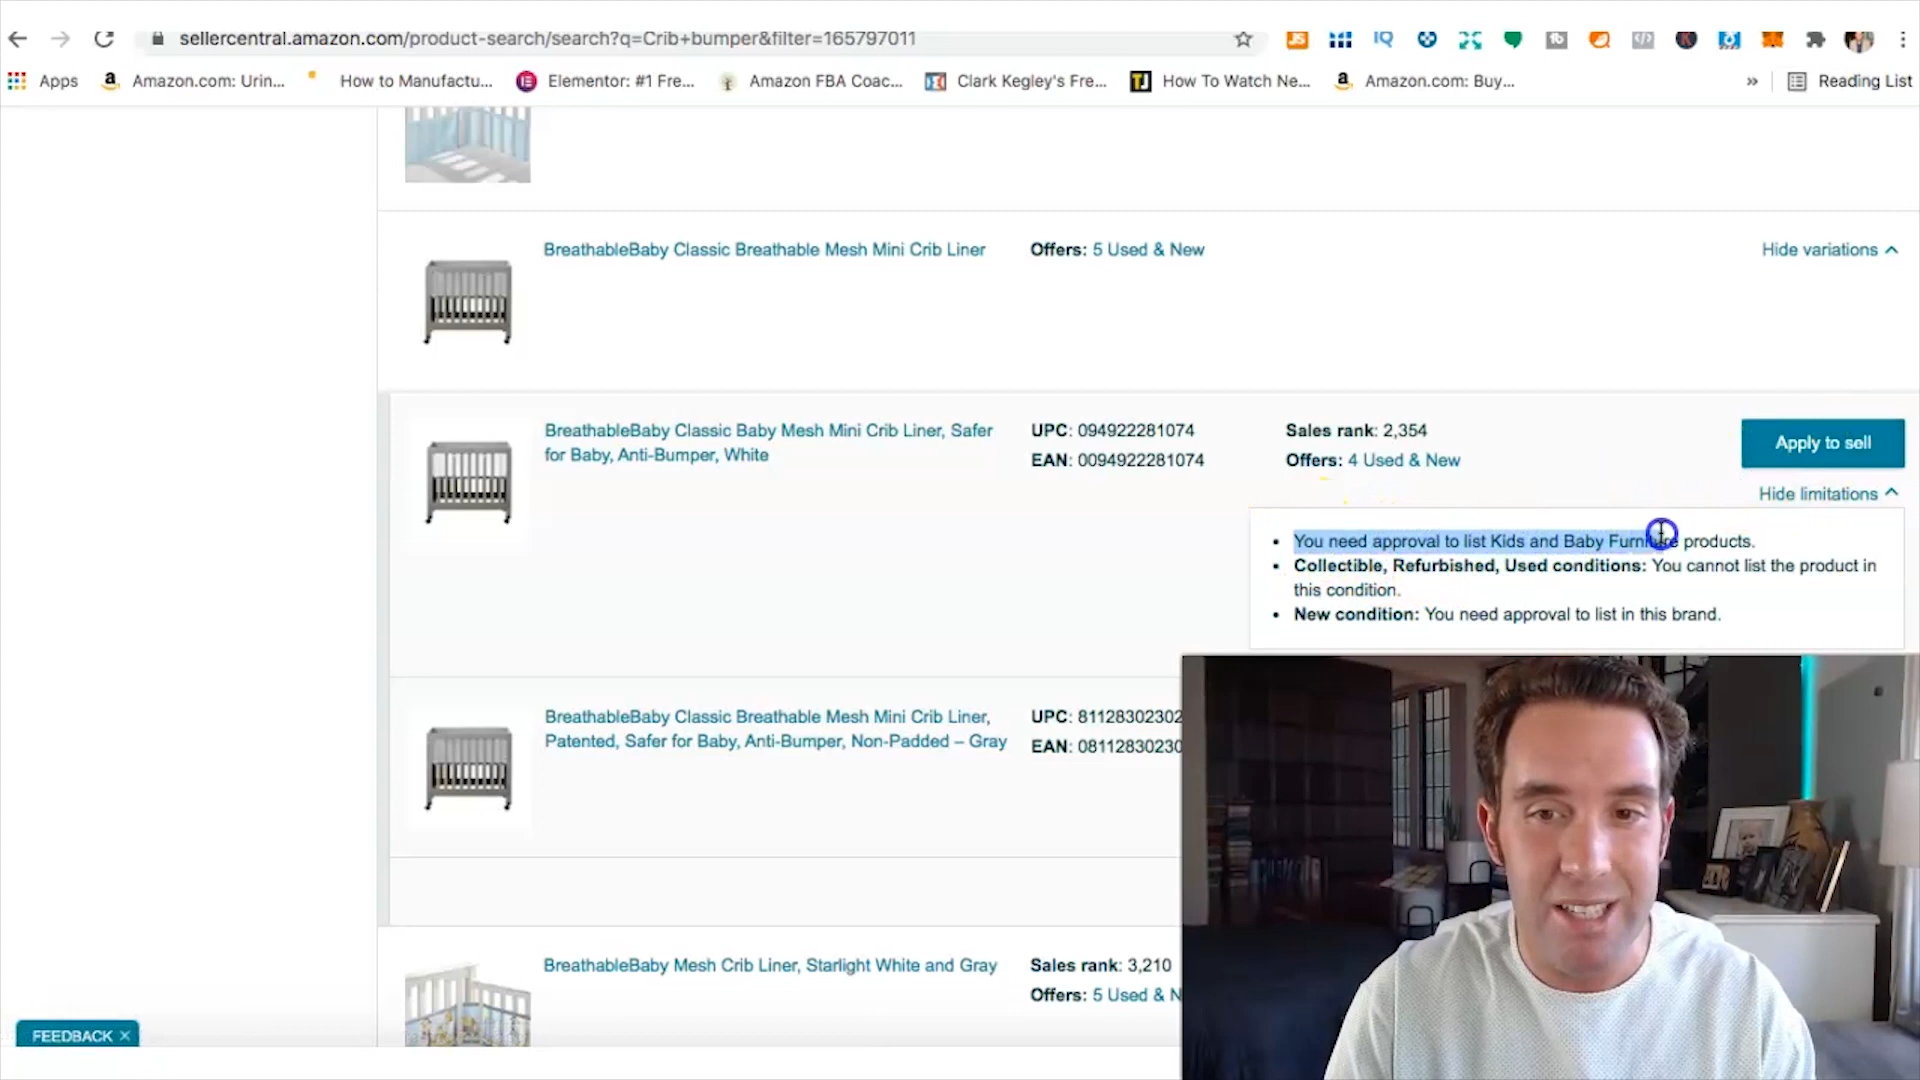 sellercentral.amazon.com/product-search/search?q=Crib+bumper&filter=165797011
Apps
Amazon.com: Urin...
How to Manufactu...
Elementor: #1 Fre...
Amazon FBA Coac...
Clark Kegley's Fre...
How To Watch Ne...
Amazon.com: Buy...
»
Reading List
BreathableBaby Classic Breathable Mesh Mini Crib Liner
Offers: 5 Used & New
Hide variations
BreathableBaby Classic Baby Mesh Mini Crib Liner, Safer
for Baby, Anti-Bumper, White
UPC: 094922281074
EAN: 0094922281074
Sales rank: 2,354
Offers: 4 Used & New
Apply to sell
Hide limitations
• You need approval to list Kids and Baby Furniture products.
• Collectible, Refurbished, Used conditions: You cannot list the product in
this condition.
• New condition: You need approval to list in this brand.
BreathableBaby Classic Breathable Mesh Mini Crib Liner,
Patented, Safer for Baby, Anti-Bumper, Non-Padded – Gray
UPC: 81128302302
EAN: 08112830230
BreathableBaby Mesh Crib Liner, Starlight White and Gray
Sales rank: 3,210
Offers: 5 Used & N
FEEDBACK ×